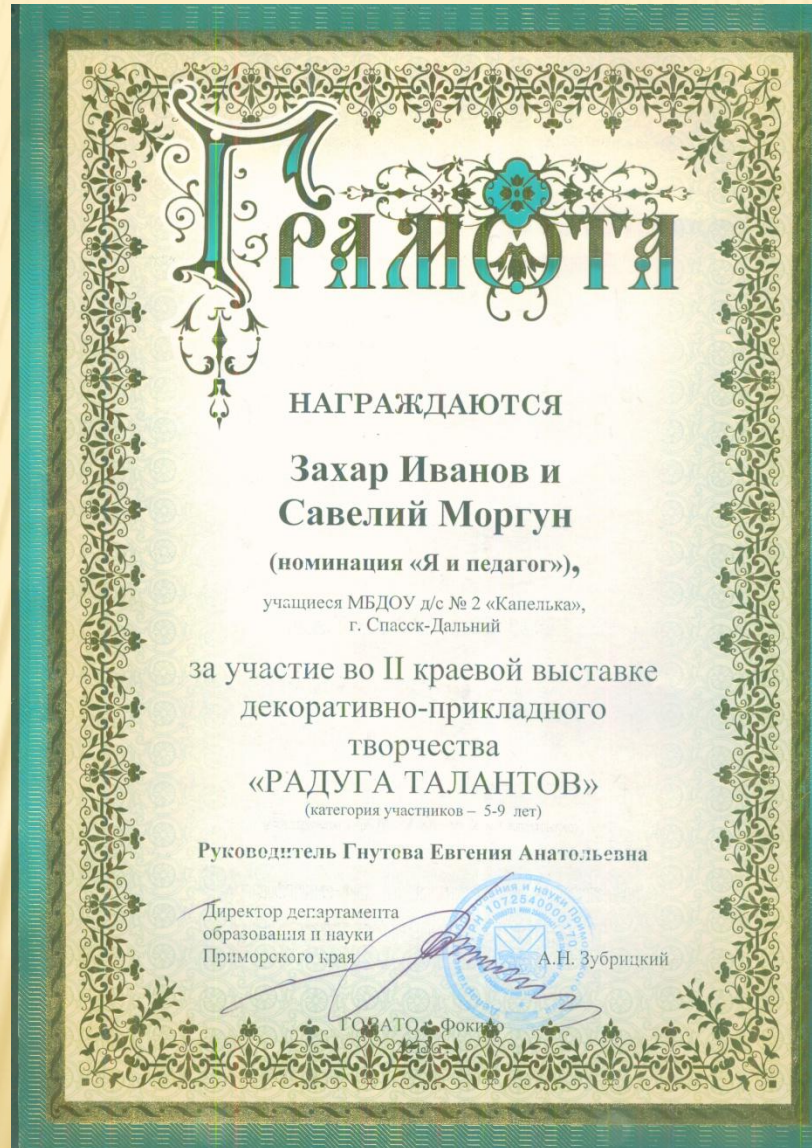 ГРАМОТА
НАГРАЖДАЮТСЯ
Захар Иванов и
Савелий Моргун
(номинация «Я и педагог»),
учащиеся МБДОУ д/с № 2 «Капелька»,
г. Спасск-Дальний
за участие во II краевой выставке
декоративно-прикладного
творчества
«РАДУГА ТАЛАНТОВ»
(категория участников – 5-9 лет)
Руководитель Гнутова Евгения Анатольевна
Директор департамента
образования и науки
Приморского края
А.Н. Зубрицкий
Фокино